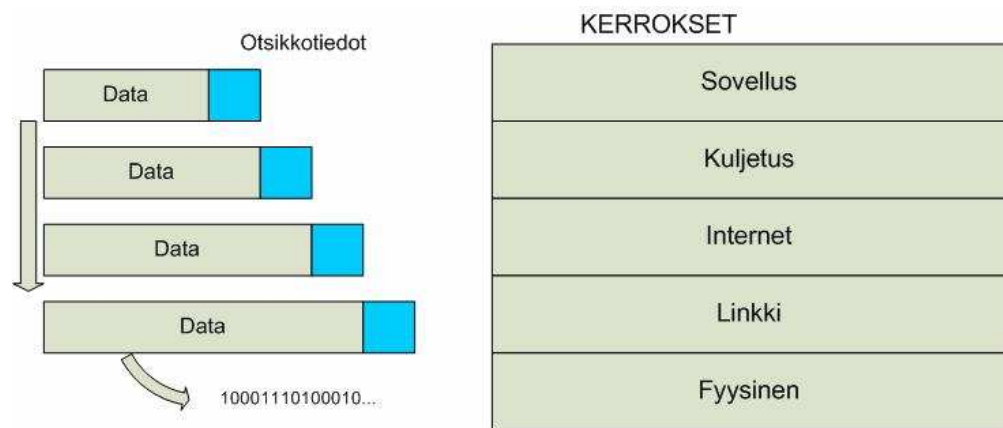 Otsikkotiedot
Data
Data
Data
Data
10001110100010...
KERROKSET
Sovellus
Kuljetus
Internet
Linkki
Fyysinen